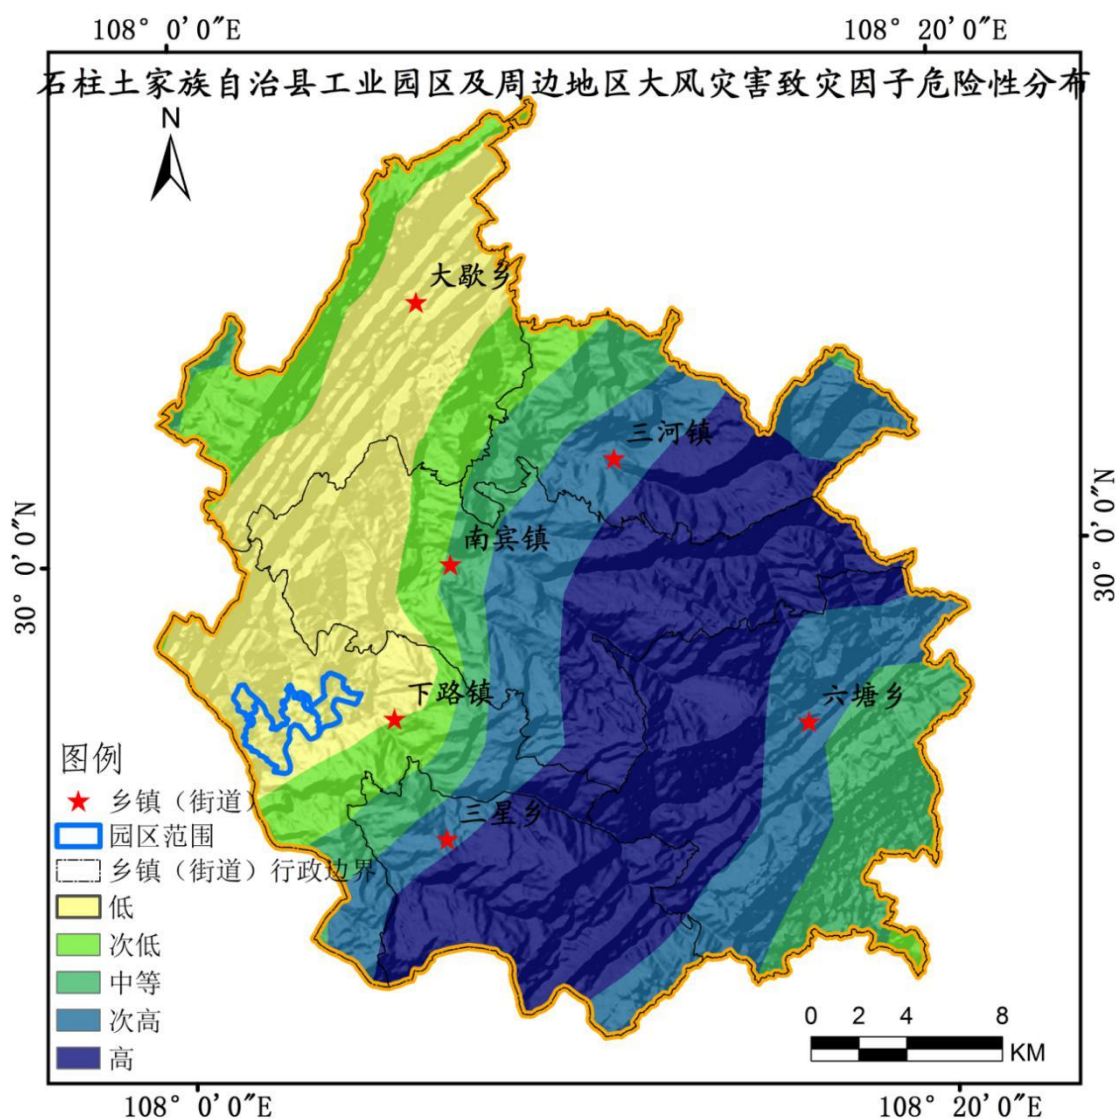 108° 0′0″E
108° 20′0″E
石柱土家族自治县工业园区及周边地区大风灾害致灾因子危险性分布
N
大歇乡
三河镇
30° 0′0″N
30° 0′0″N
南宾镇
下路镇
六塘乡
三星乡
图例
乡镇（街道）
园区范围
乡镇（街道）行政边界
低
次低
中等
次高
高
0 2 4 8
KM
108° 0′0″E
108° 20′0″E